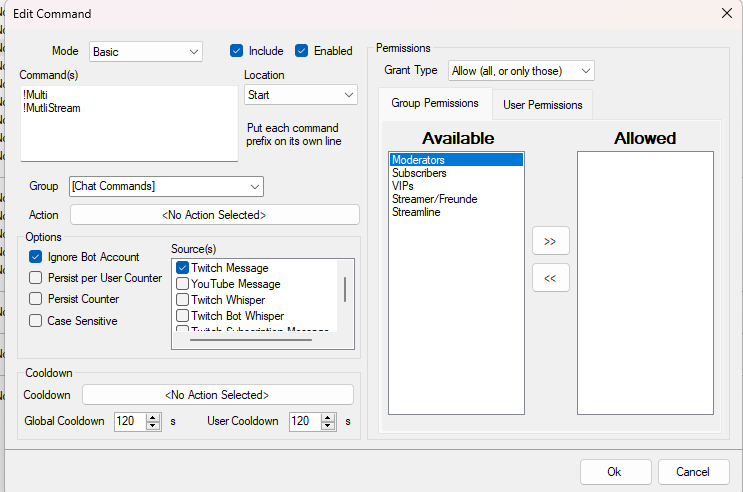 Edit Command
Mode
Basic
Include
Enabled
Command(s)
Location
!Multi
!MutliStream
Start
Put each command
prefix on its own line
Group
[Chat Commands]
Action
<No Action Selected>
Options
Ignore Bot Account
Persist per User Counter
Persist Counter
Case Sensitive
Source(s)
Twitch Message
YouTube Message
Twitch Whisper
Twitch Bot Whisper
Twitch Subscription Message
Cooldown
Cooldown
<No Action Selected>
Global Cooldown
120
s
User Cooldown
120
s
Permissions
Grant Type
Allow (all, or only those)
Group Permissions
User Permissions
Available
Allowed
Moderators
Subscribers
VIPs
Streamer/Freunde
Streamline
>>
<<
Ok
Cancel